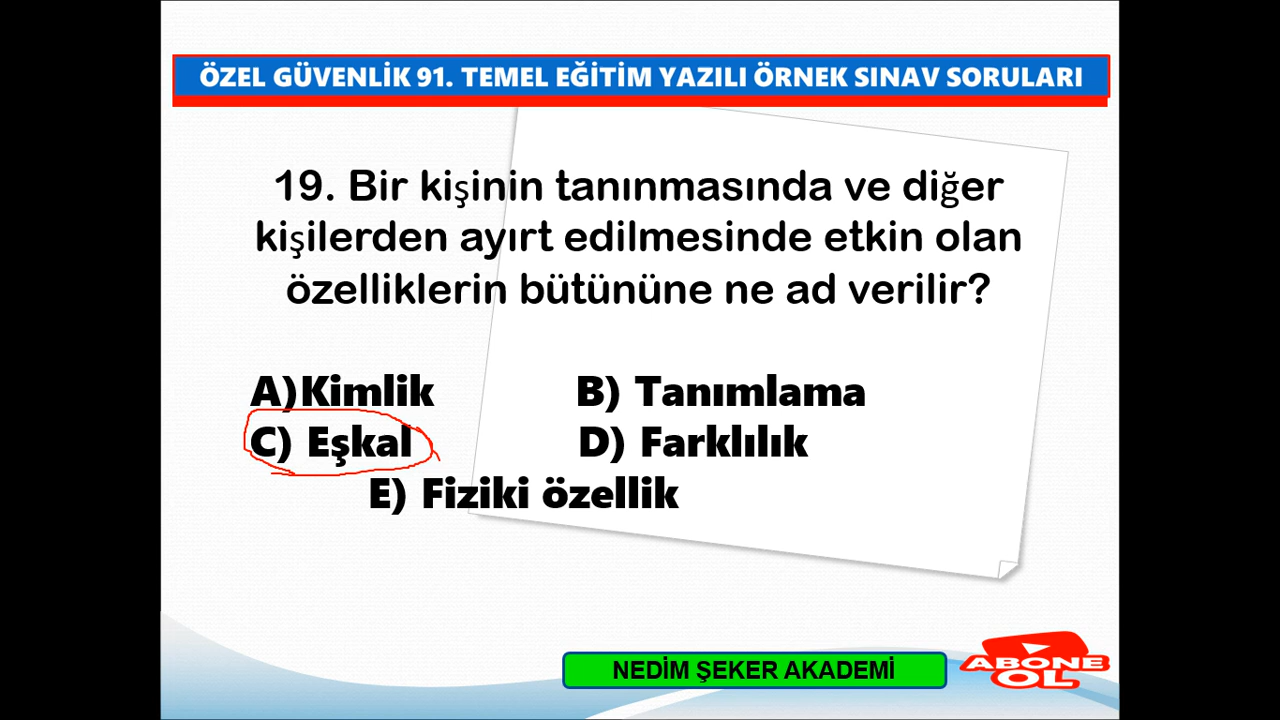 ÖZEL GÜVENLİK 91. TEMEL EĞİTİM YAZILI ÖRNEK SINAV SORULARI
19. Bir kişinin tanınmasında ve diğer
kişilerden ayırt edilmesinde etkin olan
özelliklerin bütününe ne ad verilir?
A)Kimlik B) Tanımlama
C) Eşkal D) Farklılık
E) Fiziki özellik
NEDİM ŞEKER AKADEMİ
ABONE
OL